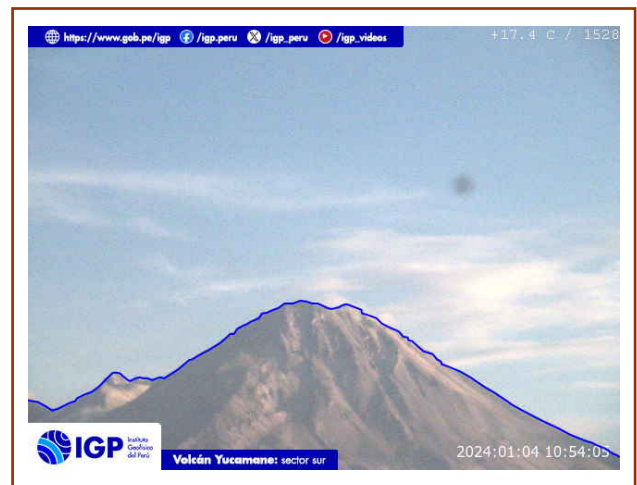 https://www.gob.pe/igp /igp.peru /igp_peru /igp_videos
+17.4 C / 1528
IGP Instituto
Geofísico
del Perú
Volcán Yucamane: sector sur
2024:01:04 10:54:05